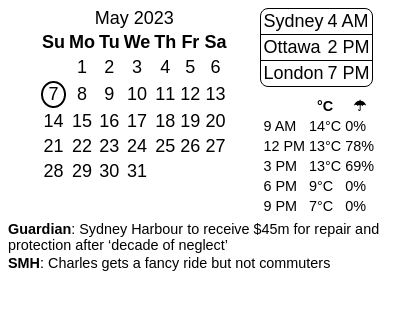 May 2023
Su Mo Tu We Th Fr Sa
1 2 3 4 5 6
7 8 9 10 11 12 13
14 15 16 17 18 19 20
21 22 23 24 25 26 27
28 29 30 31
Sydney 4 AM
Ottawa 2 PM
London 7 PM
°C ☂
9 AM 14°C 0%
12 PM 13°C 78%
3 PM 13°C 69%
6 PM 9°C 0%
9 PM 7°C 0%
Guardian: Sydney Harbour to receive $45m for repair and
protection after ‘decade of neglect’
SMH: Charles gets a fancy ride but not commuters